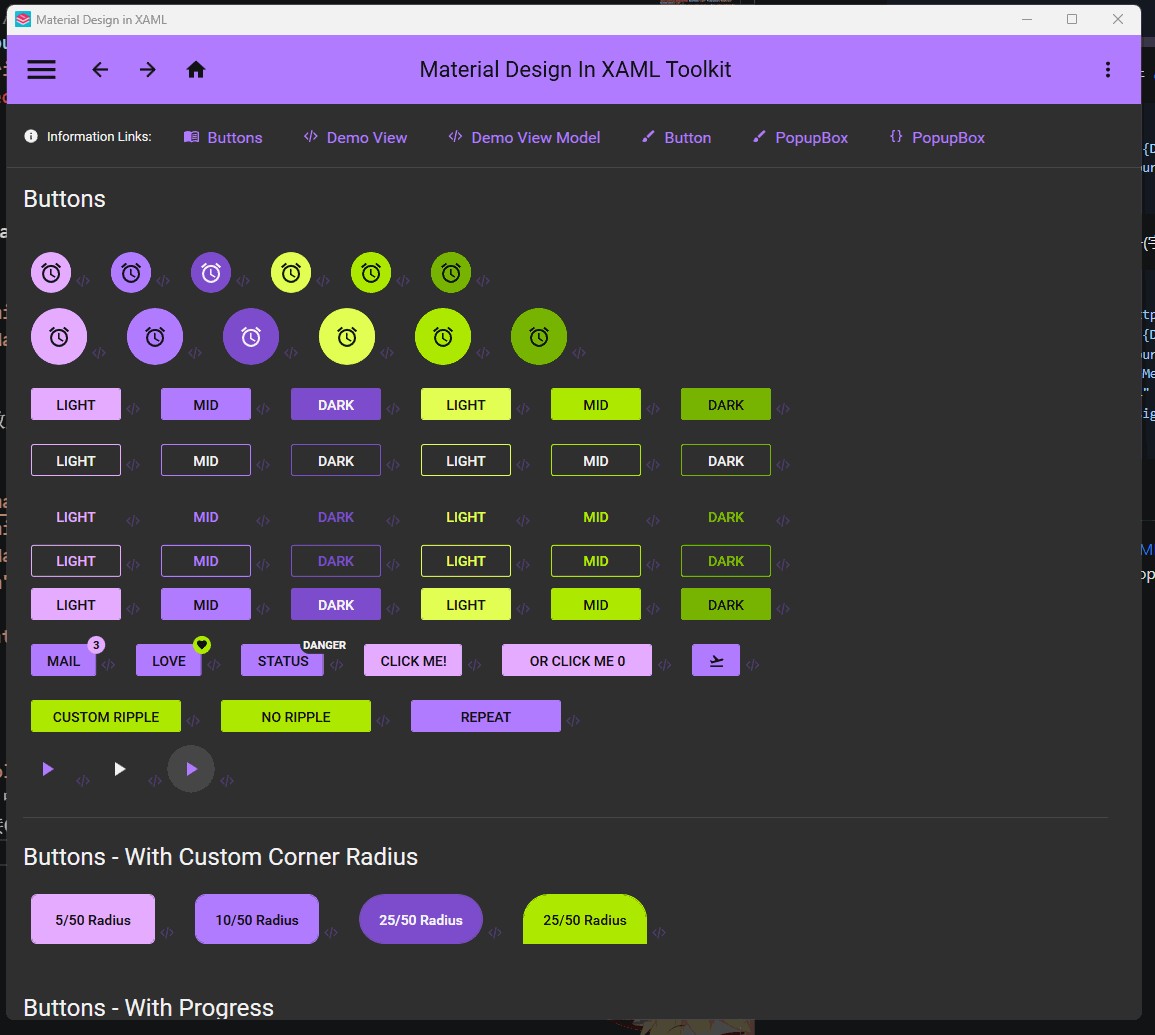 Material Design in XAML
Material Design In XAML Toolkit
Information Links: Buttons Demo View Demo View Model Button PopupBox PopupBox
Buttons
LIGHT MID DARK LIGHT MID DARK
LIGHT MID DARK LIGHT MID DARK
LIGHT MID DARK LIGHT MID DARK
LIGHT MID DARK LIGHT MID DARK
LIGHT MID DARK LIGHT MID DARK
3 DANGER
MAIL LOVE STATUS CLICK ME! OR CLICK ME 0
CUSTOM RIPPLE NO RIPPLE REPEAT
Buttons - With Custom Corner Radius
5/50 Radius 10/50 Radius 25/50 Radius 25/50 Radius
Buttons - With Progress